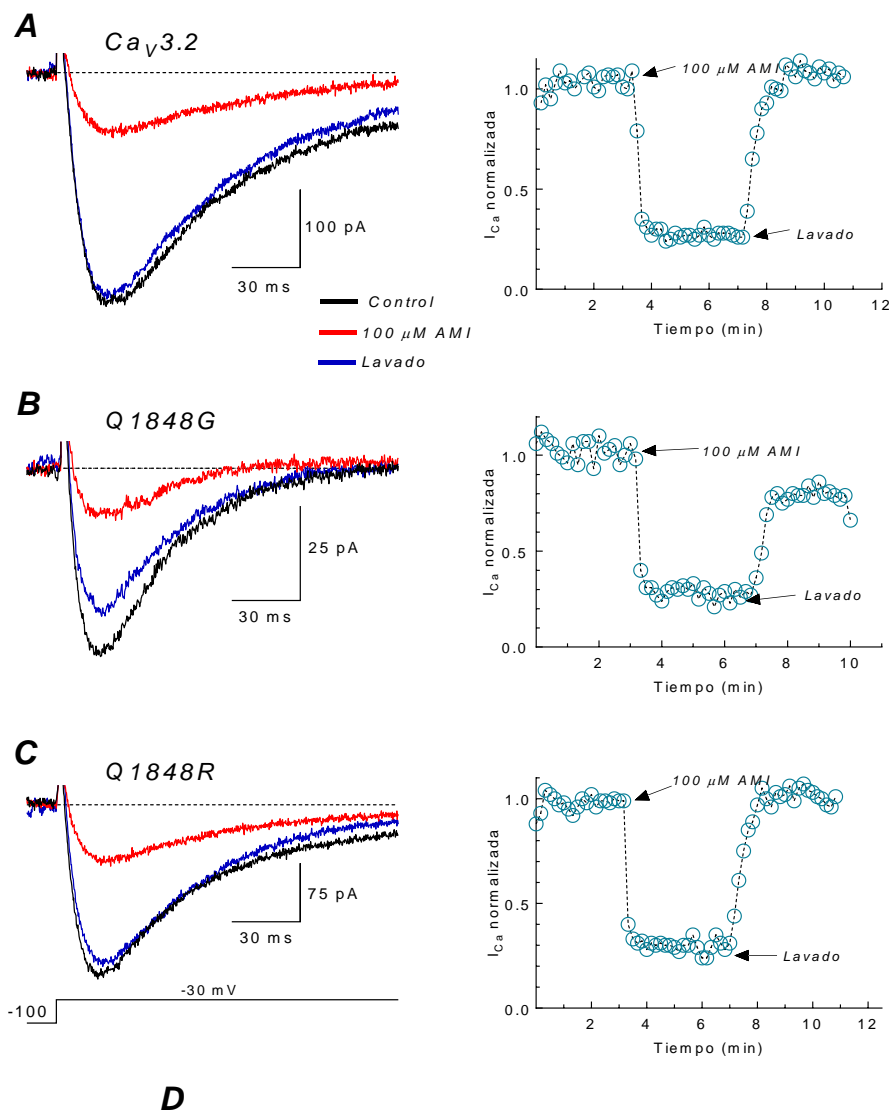 A
Ca_V3.2
100 pA
30 ms
Control
100 μM AMI
Lavado
I_Ca normalizada
1.0
0.5
0.0
100 μM AMI
Lavado
2 4 6 8 10 12
Tiempo (min)
B
Q1848G
25 pA
30 ms
I_Ca normalizada
1.0
0.5
0.0
100 μM AMI
Lavado
2 4 6 8 10
Tiempo (min)
C
Q1848R
75 pA
30 ms
-30 mV
-100
I_Ca normalizada
1.0
0.5
0.0
100 μM AMI
Lavado
2 4 6 8 10 12
Tiempo (min)
D